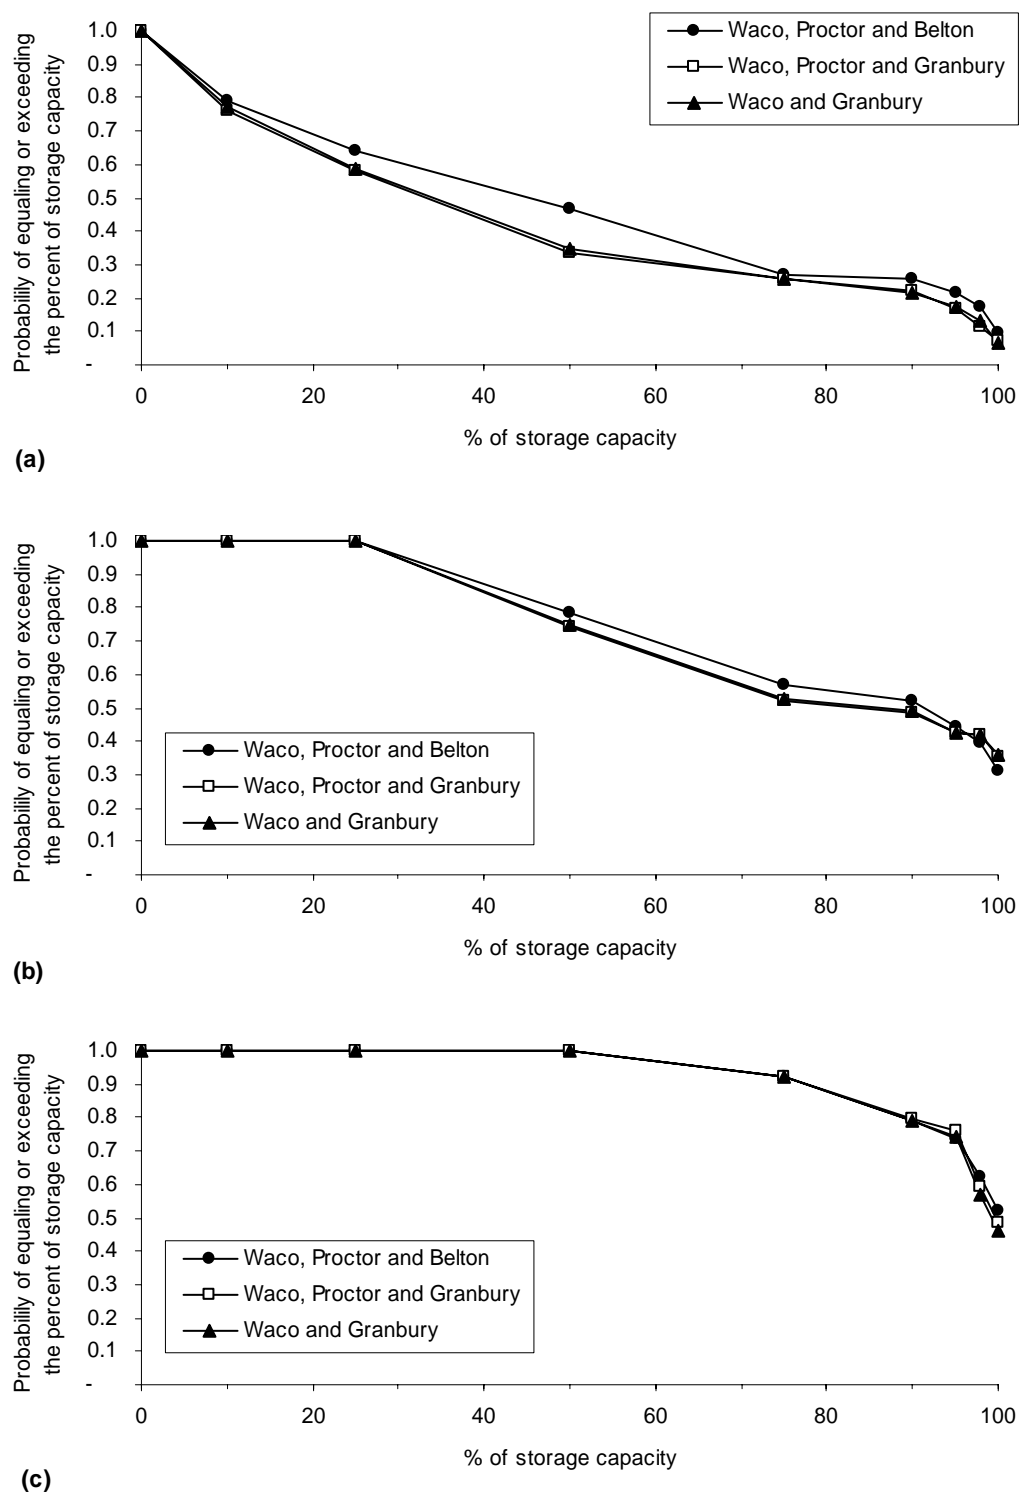 1.0
0.9
0.8
0.7
0.6
0.5
0.4
0.3
0.2
0.1
-
Probabiliy of equaling or exceeding
the percent of storage capacity
Waco, Proctor and Belton
Waco, Proctor and Granbury
Waco and Granbury
0 20 40 60 80 100
% of storage capacity
(a)
1.0
0.9
0.8
0.7
0.6
0.5
0.4
0.3
0.2
0.1
-
Probabiliy of equaling or exceeding
the percent of storage capacity
Waco, Proctor and Belton
Waco, Proctor and Granbury
Waco and Granbury
0 20 40 60 80 100
% of storage capacity
(b)
1.0
0.9
0.8
0.7
0.6
0.5
0.4
0.3
0.2
0.1
-
Probabiliy of equaling or exceeding
the percent of storage capacity
Waco, Proctor and Belton
Waco, Proctor and Granbury
Waco and Granbury
0 20 40 60 80 100
% of storage capacity
(c)